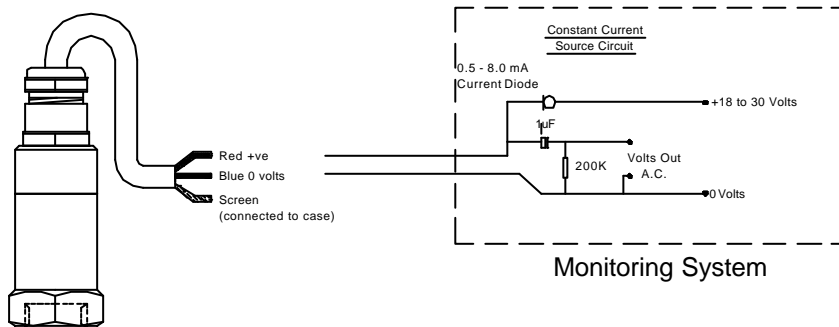 Constant Current
Source Circuit
0.5 - 8.0 mA
Current Diode
+18 to 30 Volts
1uF
Red +ve
Blue 0 volts
Screen
(connected to case)
200K
Volts Out
A.C.
0 Volts
Monitoring System